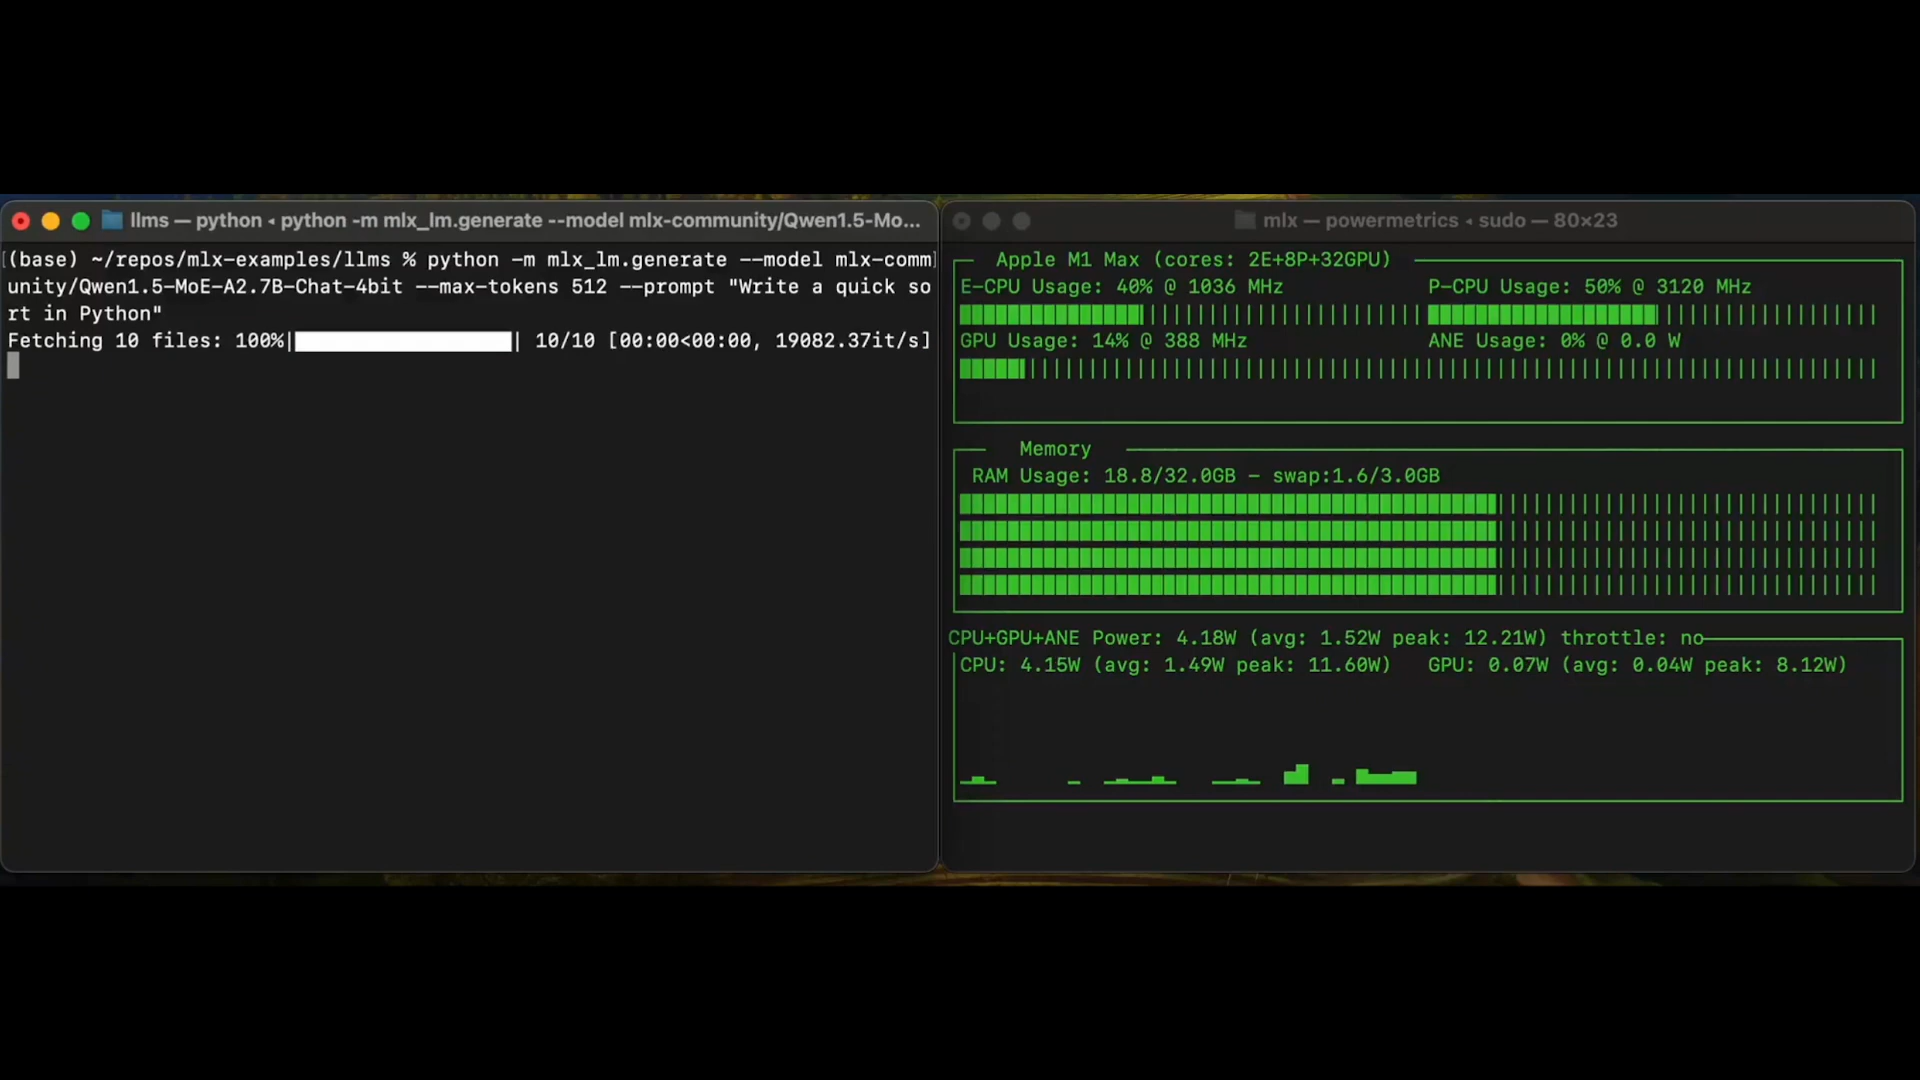 llms — python ◂ python -m mlx_lm.generate --model mlx-community/Qwen1.5-Mo...
(base) ~/repos/mlx-examples/llms % python -m mlx_lm.generate --model mlx-comm
unity/Qwen1.5-MoE-A2.7B-Chat-4bit --max-tokens 512 --prompt "Write a quick so
rt in Python"
Fetching 10 files: 100%| | 10/10 [00:00<00:00, 19082.37it/s]
mlx — powermetrics ◂ sudo — 80×23
Apple M1 Max (cores: 2E+8P+32GPU)
E-CPU Usage: 40% @ 1036 MHz P-CPU Usage: 50% @ 3120 MHz
GPU Usage: 14% @ 388 MHz ANE Usage: 0% @ 0.0 W
Memory
RAM Usage: 18.8/32.0GB - swap:1.6/3.0GB
CPU+GPU+ANE Power: 4.18W (avg: 1.52W peak: 12.21W) throttle: no
CPU: 4.15W (avg: 1.49W peak: 11.60W) GPU: 0.07W (avg: 0.04W peak: 8.12W)